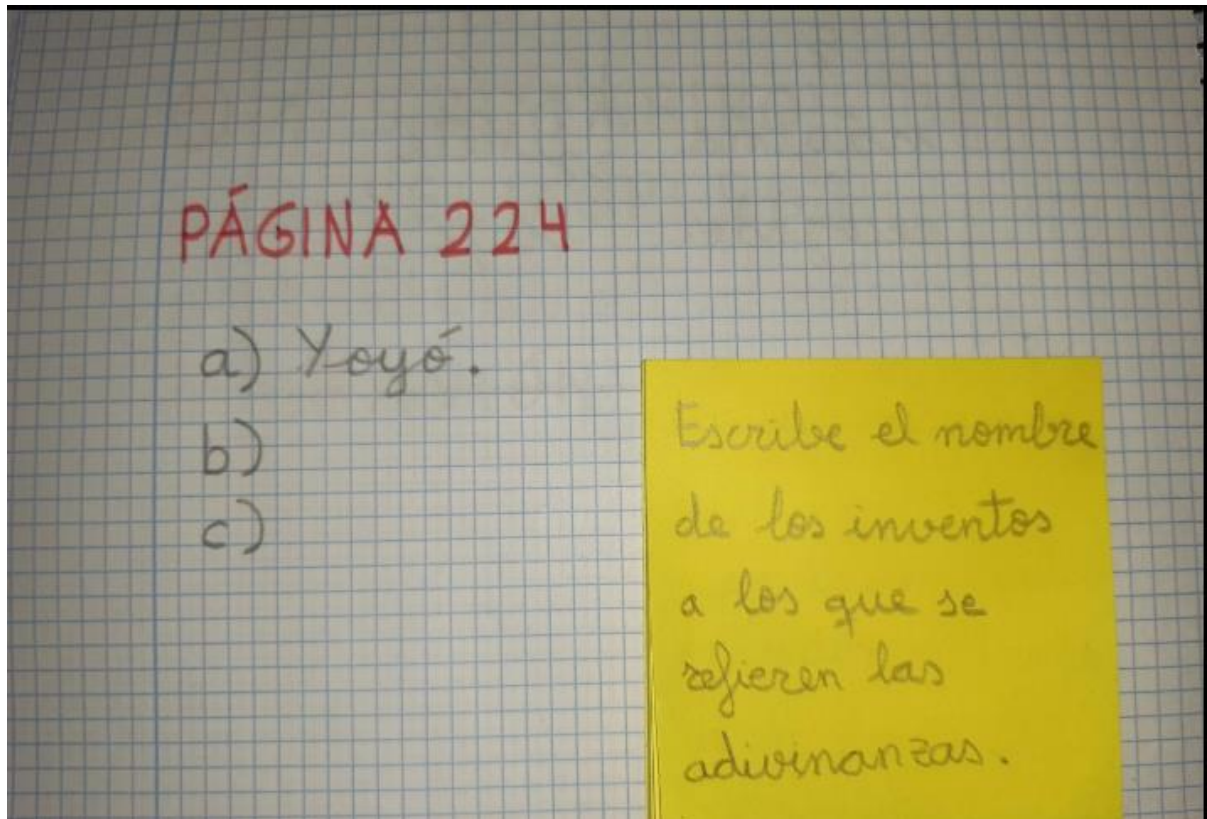 PÁGINA 224
a) Yoyó.
b)
c)
Escribe el nombre
de los inventos
a los que se
refieren las
adivinanzas.